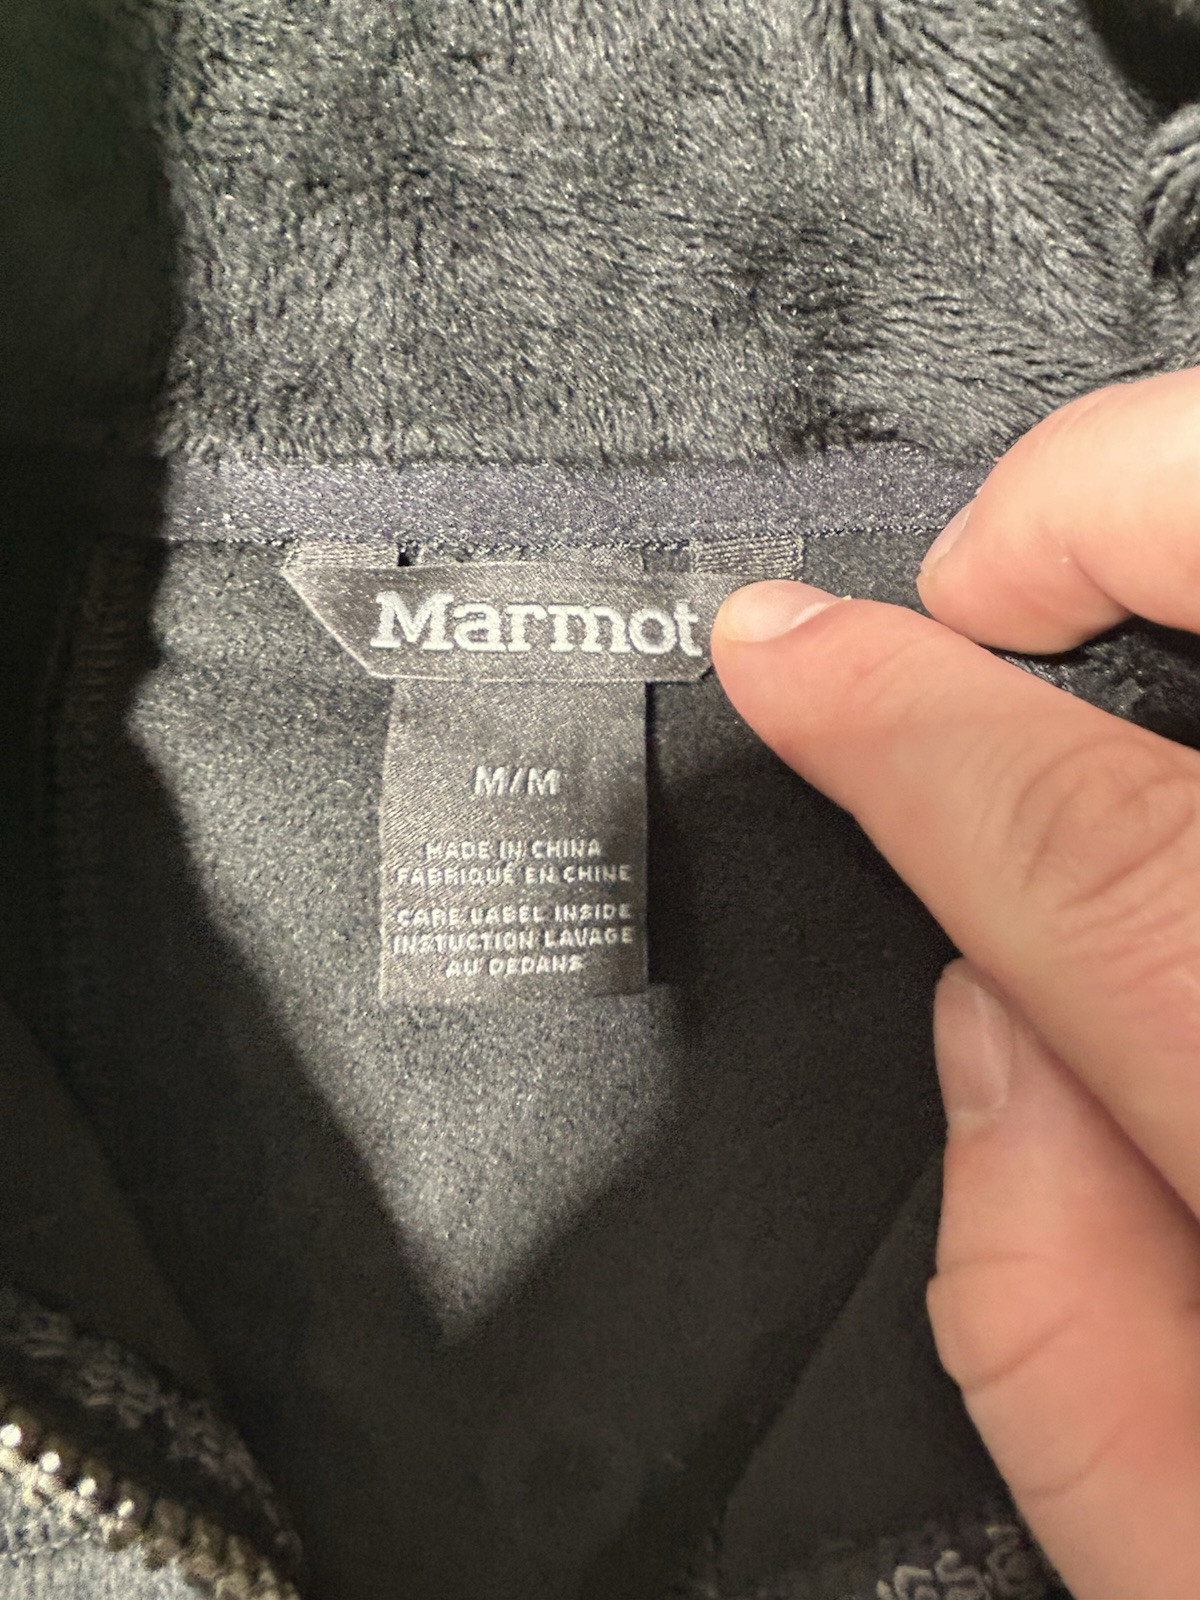 Marmot
M/M
MADE IN CHINA
FABRIQUÉ EN CHINE
CARE LABEL INSIDE
INSTUCTION LAVAGE
AU DEDANS